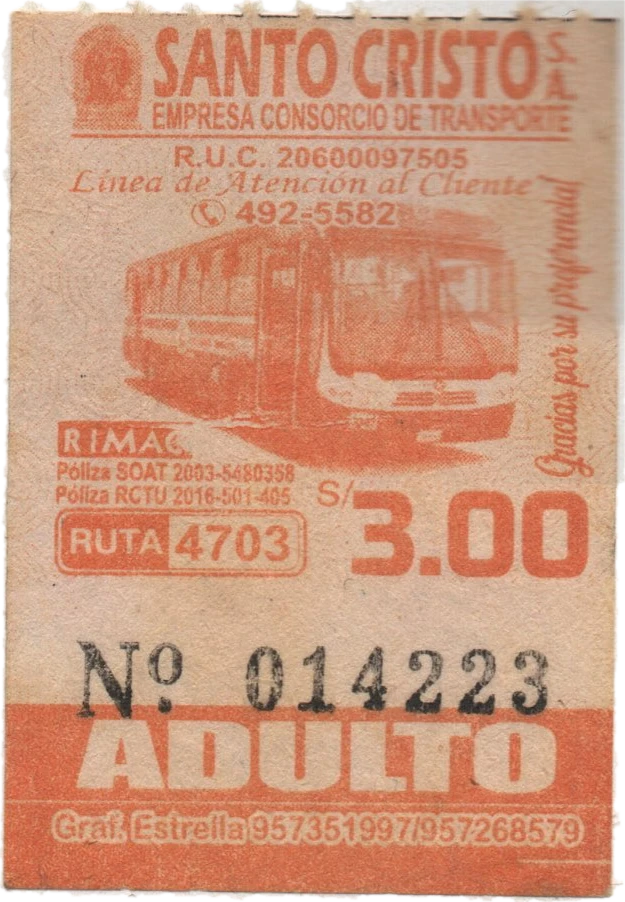 SANTO CRISTO S.A.
EMPRESA CONSORCIO DE TRANSPORTE
R.U.C. 20600097505
Línea de Atención al Cliente
492-5582
Gracias por su preferencia!
RIMAC
Póliza SOAT 2003-5480358
Póliza RCTU 2016-501-405
S/3.00
RUTA 4703
Nº. 014223
ADULTO
Graf. Estrella 957351997/957268579